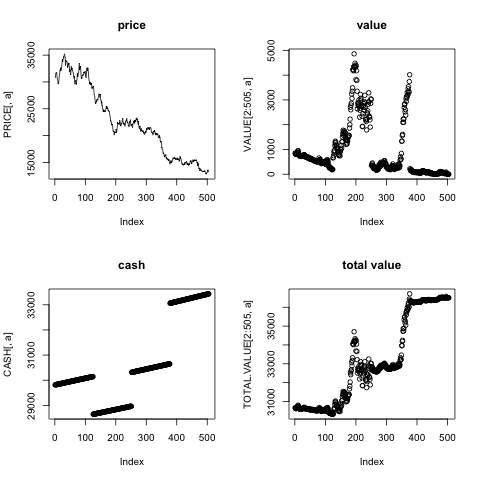 price
PRICE[, a]
15000 25000 35000
0 100 200 300 400 500
Index
value
VALUE[2:505, a]
0 1000 3000 5000
0 100 200 300 400 500
Index
cash
CASH[, a]
29000 31000 33000
0 100 200 300 400 500
Index
total value
TOTAL.VALUE[2:505, a]
31000 33000 35000
0 100 200 300 400 500
Index